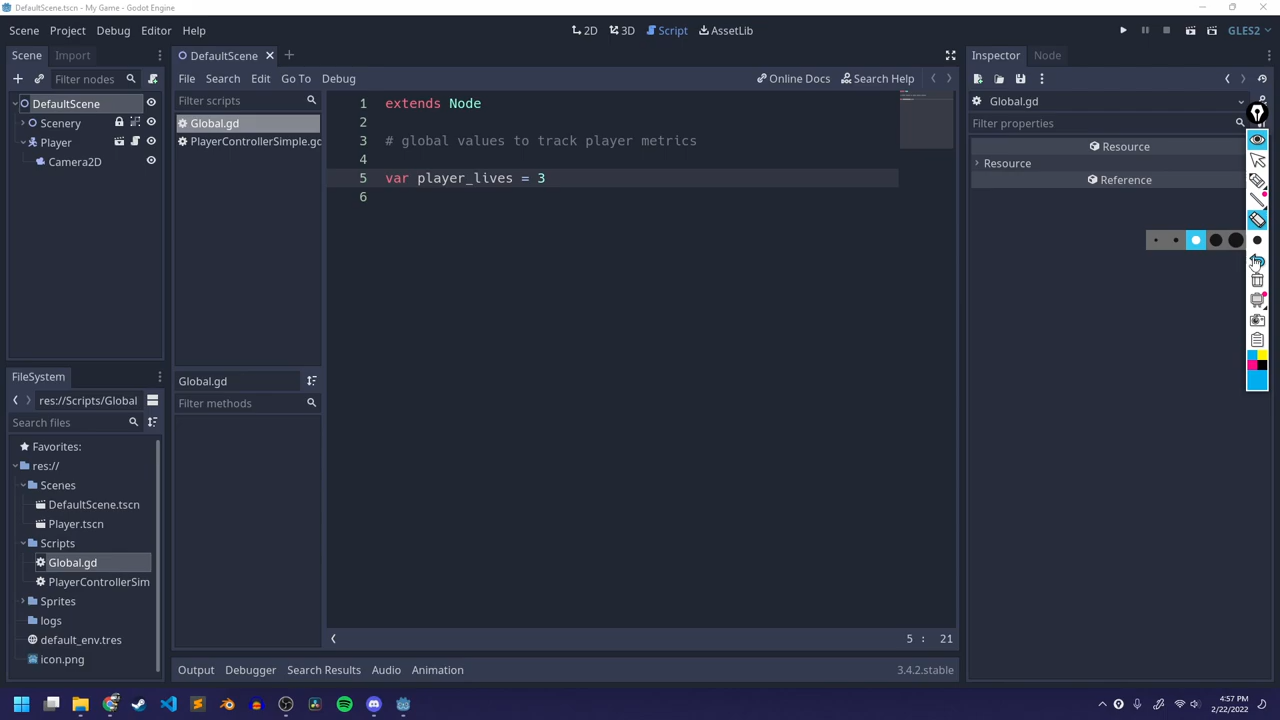 DefaultScene.tscn - My Game - Godot Engine
Scene Project Debug Editor Help
2D 3D Script AssetLib
GLES2
Scene Import
DefaultScene
Inspector Node
Filter nodes
File Search Edit Go To Debug
Online Docs Search Help
DefaultScene
Scenery
Player
Camera2D
Filter scripts
Global.gd
PlayerControllerSimple.gd
1 extends Node
2
3 # global values to track player metrics
4
5 var player_lives = 3
6
Global.gd
Filter properties
Resource
Resource
Reference
FileSystem
res://Scripts/Global
Search files
Favorites:
res://
Scenes
DefaultScene.tscn
Player.tscn
Scripts
Global.gd
PlayerControllerSim
Sprites
logs
default_env.tres
icon.png
Global.gd
Filter methods
5 : 21
Output Debugger Search Results Audio Animation
3.4.2.stable
4:57 PM
2/22/2022